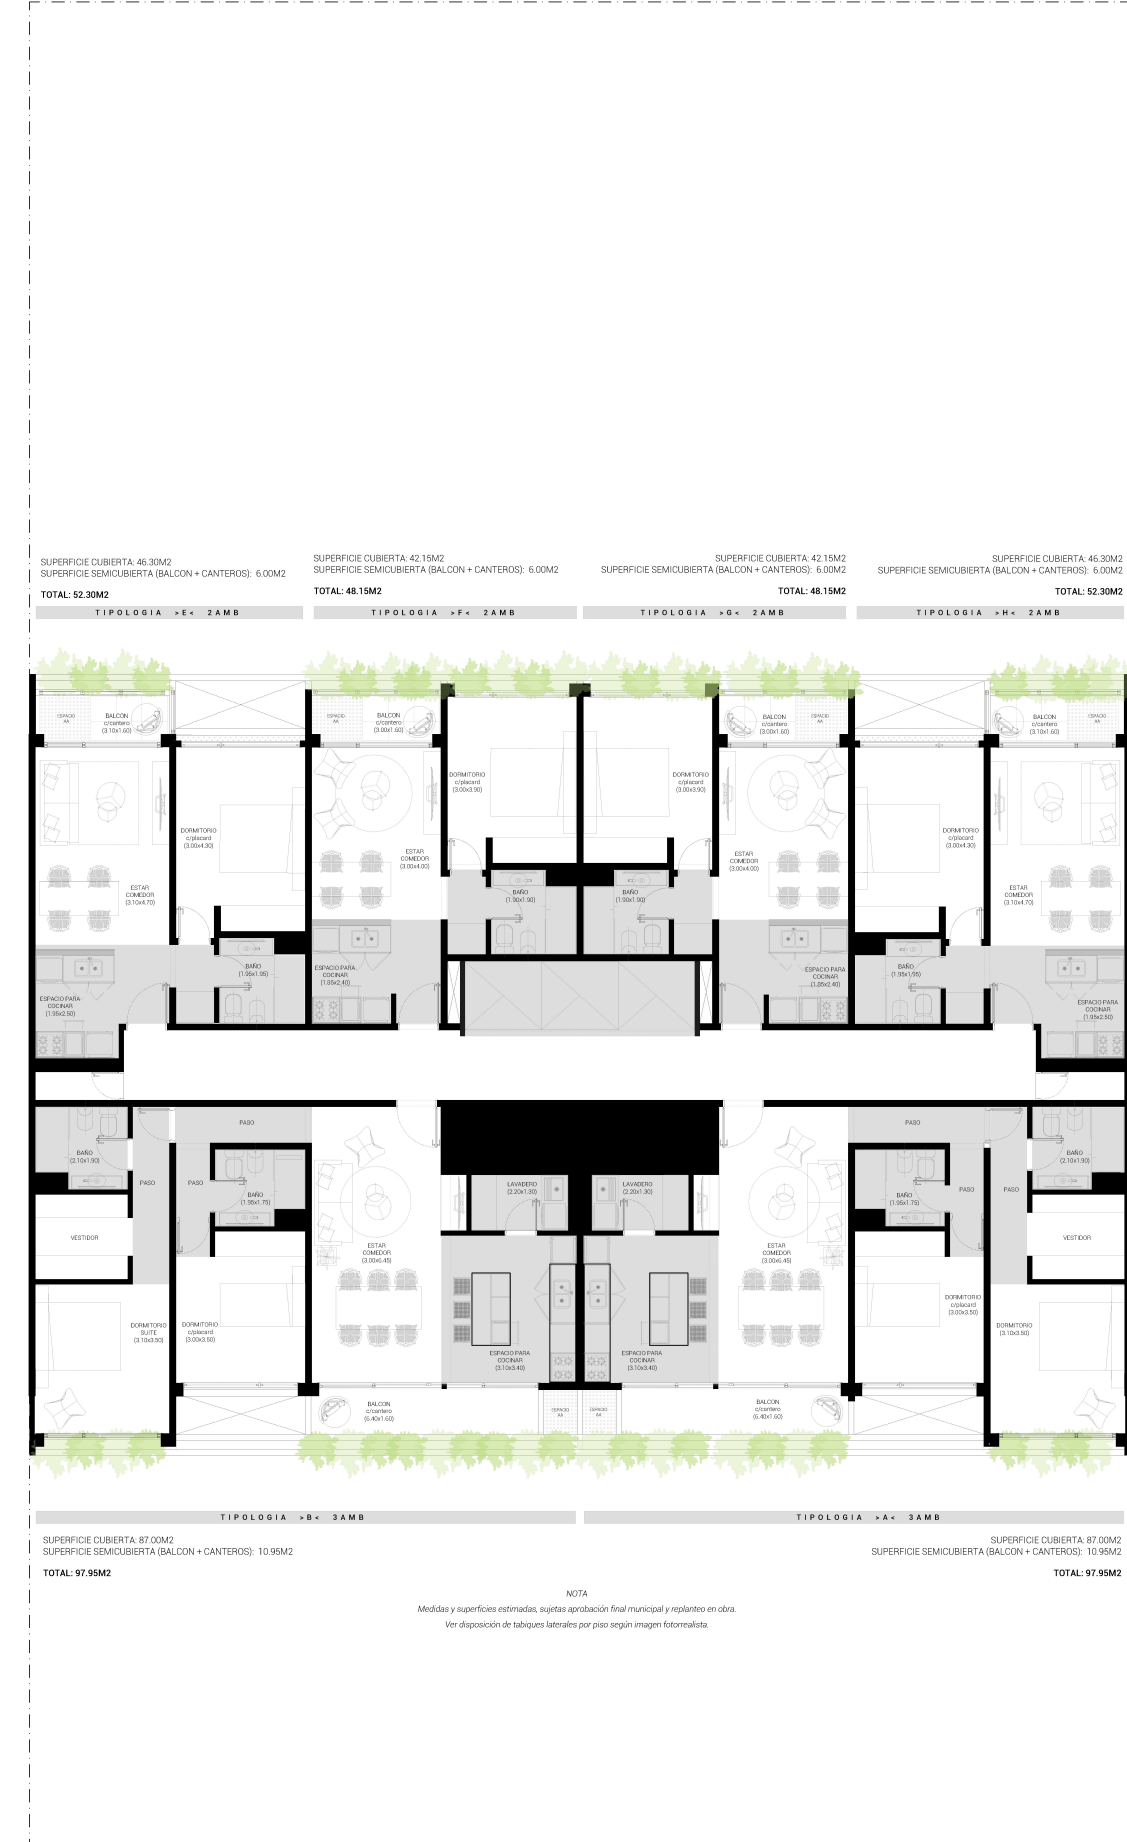 SUPERFICIE CUBIERTA: 46.30M2
SUPERFICIE SEMICUBIERTA (BALCON + CANTEROS): 6.00M2
TOTAL: 52.30M2
TIPOLOGIA >E< 2AMB
SUPERFICIE CUBIERTA: 42.15M2
SUPERFICIE SEMICUBIERTA (BALCON + CANTEROS): 6.00M2
TOTAL: 48.15M2
TIPOLOGIA >F< 2AMB
SUPERFICIE CUBIERTA: 42.15M2
SUPERFICIE SEMICUBIERTA (BALCON + CANTEROS): 6.00M2
TOTAL: 48.15M2
TIPOLOGIA >G< 2AMB
SUPERFICIE CUBIERTA: 46.30M2
SUPERFICIE SEMICUBIERTA (BALCON + CANTEROS): 6.00M2
TOTAL: 52.30M2
TIPOLOGIA >H< 2AMB
ESPACIO
AA
BALCON
c/cantero
(3.10x1.60)
DORMITORIO
c/placard
(3.00x4.30)
ESTAR
COMEDOR
(3.10x4.70)
BAÑO
(1.95x1.95)
ESPACIO PARA
COCINAR
(1.95x2.50)
ESPACIO
AA
BALCON
c/cantero
(3.00x1.60)
DORMITORIO
c/placard
(3.00x3.90)
ESTAR
COMEDOR
(3.00x4.00)
BAÑO
(1.90x1.90)
ESPACIO PARA
COCINAR
(1.85x2.40)
BALCON
c/cantero
(3.00x1.60)
ESPACIO
AA
DORMITORIO
c/placard
(3.00x3.90)
ESTAR
COMEDOR
(3.00x4.00)
BAÑO
(1.90x1.90)
ESPACIO PARA
COCINAR
(1.85x2.40)
BALCON
c/cantero
(3.10x1.60)
ESPACIO
AA
DORMITORIO
c/placard
(3.00x4.30)
ESTAR
COMEDOR
(3.10x4.70)
BAÑO
(1.95x1.95)
ESPACIO PARA
COCINAR
(1.95x2.50)
PASO
BAÑO
(2.10x1.90)
PASO
PASO
BAÑO
(1.95x1.75)
VESTIDOR
LAVADERO
(2.20x1.30)
ESTAR
COMEDOR
(3.00x6.45)
DORMITORIO
SUITE
(3.10x3.50)
DORMITORIO
c/placard
(3.00x3.50)
ESPACIO PARA
COCINAR
(3.10x3.40)
BALCON
c/cantero
(6.40x1.60)
ESPACIO
AA
PASO
LAVADERO
(2.20x1.30)
BAÑO
(2.10x1.90)
BAÑO
(1.95x1.75)
PASO
PASO
VESTIDOR
ESTAR
COMEDOR
(3.00x6.45)
DORMITORIO
c/placard
(3.00x3.50)
DORMITORIO
(3.10x3.50)
ESPACIO PARA
COCINAR
(3.10x3.40)
ESPACIO
AA
BALCON
c/cantero
(6.40x1.60)
TIPOLOGIA >B< 3AMB
SUPERFICIE CUBIERTA: 87.00M2
SUPERFICIE SEMICUBIERTA (BALCON + CANTEROS): 10.95M2
TOTAL: 97.95M2
TIPOLOGIA >A< 3AMB
SUPERFICIE CUBIERTA: 87.00M2
SUPERFICIE SEMICUBIERTA (BALCON + CANTEROS): 10.95M2
TOTAL: 97.95M2
NOTA
Medidas y superficies estimadas, sujetas aprobación final municipal y replanteo en obra.
Ver disposición de tabiques laterales por piso según imagen fotorrealista.